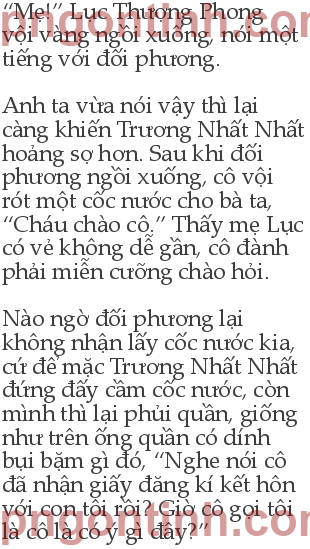 “Mẹ!” Lục Thượng Phong
vội vàng ngồi xuống, nói một
tiếng với đối phương.
Anh ta vừa nói vậy thì lại
càng khiến Trương Nhất Nhất
hoảng sợ hơn. Sau khi đối
phương ngồi xuống, cô vội
rót một cốc nước cho bà ta,
“Cháu chào cô.” Thấy mẹ Lục
có vẻ không dễ gần, cô đành
phải miễn cưỡng chào hỏi.
Nào ngờ đối phương lại
không nhận lấy cốc nước kia,
cứ để mặc Trương Nhất Nhất
đứng đấy cầm cốc nước, còn
mình thì lại phủi quần, giống
như trên ống quần có dính
bụi bặm gì đó, “Nghe nói cô
đã nhận giấy đăng kí kết hôn
với con tôi rồi? Giờ cô gọi tôi
là cô là có ý gì đây?”